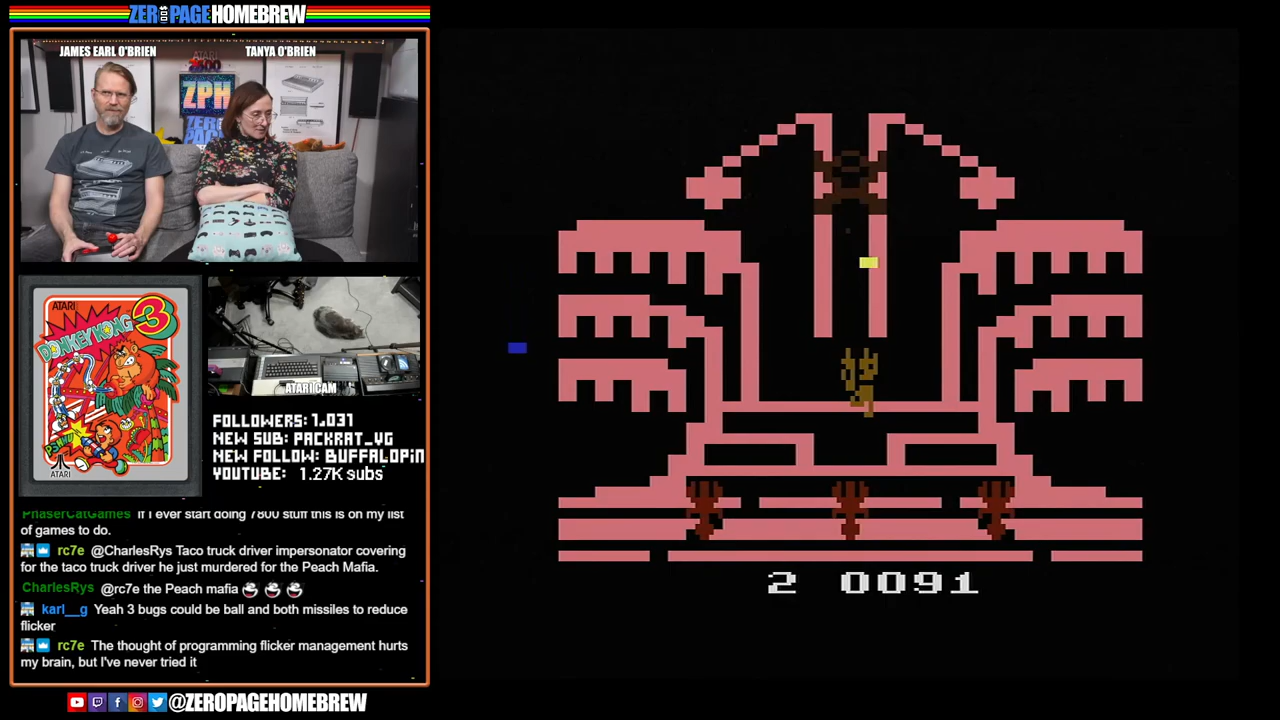 ZERO PAGE HOMEBREW
JAMES EARL O'BRIEN
TANYA O'BRIEN
ATARI
ZPH
ZERO
PAGE
ATARI
DONKEY KONG 3
ATARI
ATARI CAM
FOLLOWERS: 1,031
NEW SUB: PACKRAT_VG
NEW FOLLOW: BUFFALOPIN
YOUTUBE: 1.27K subs
PhaserCatGames If I ever start doing 7800 stuff this is on my list
of games to do.
rc7e @CharlesRys Taco truck driver impersonator covering
for the taco truck driver he just murdered for the Peach Mafia.
CharlesRys @rc7e the Peach mafia
karl__g Yeah 3 bugs could be ball and both missiles to reduce
flicker
rc7e The thought of programming flicker management hurts
my brain, but I've never tried it
@ZEROPAGEHOMEBREW
2 0091